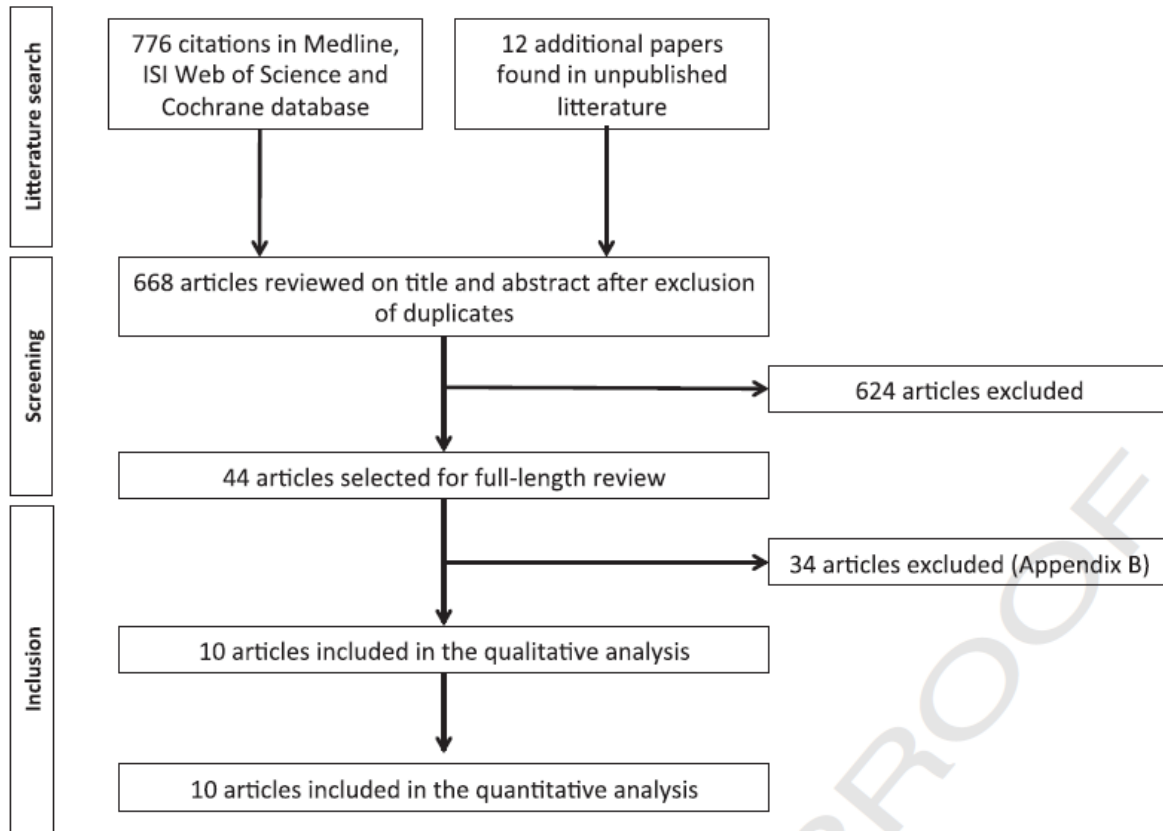 Litterature search
776 citations in Medline,
ISI Web of Science and
Cochrane database
12 additional papers
found in unpublished
litterature
Screening
668 articles reviewed on title and abstract after exclusion
of duplicates
624 articles excluded
44 articles selected for full-length review
Inclusion
34 articles excluded (Appendix B)
10 articles included in the qualitative analysis
10 articles included in the quantitative analysis
PROOF